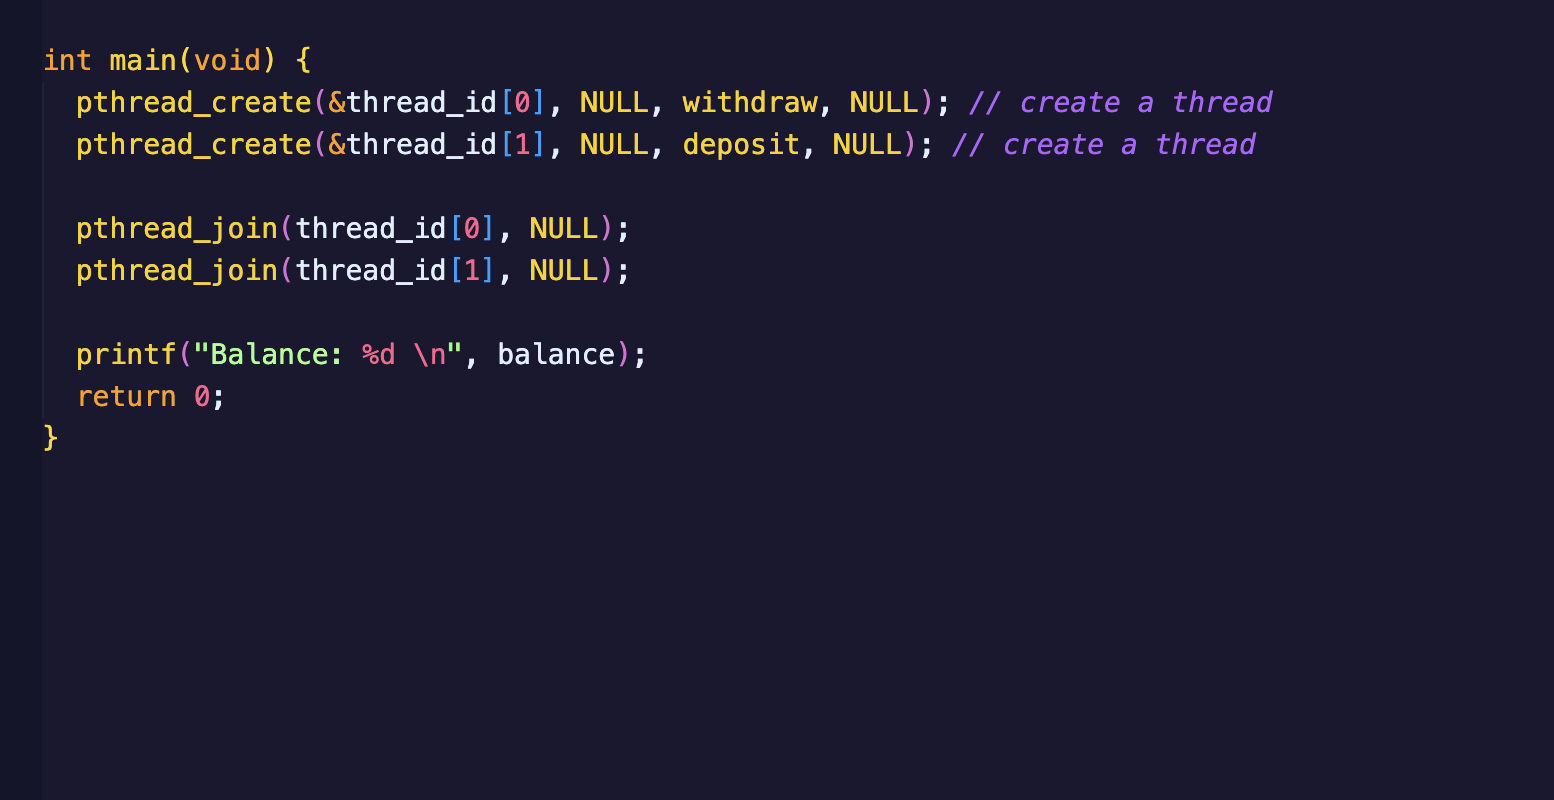 int main(void) {
  pthread_create(&thread_id[0], NULL, withdraw, NULL); // create a thread
  pthread_create(&thread_id[1], NULL, deposit, NULL); // create a thread

  pthread_join(thread_id[0], NULL);
  pthread_join(thread_id[1], NULL);

  printf("Balance: %d \n", balance);
  return 0;
}